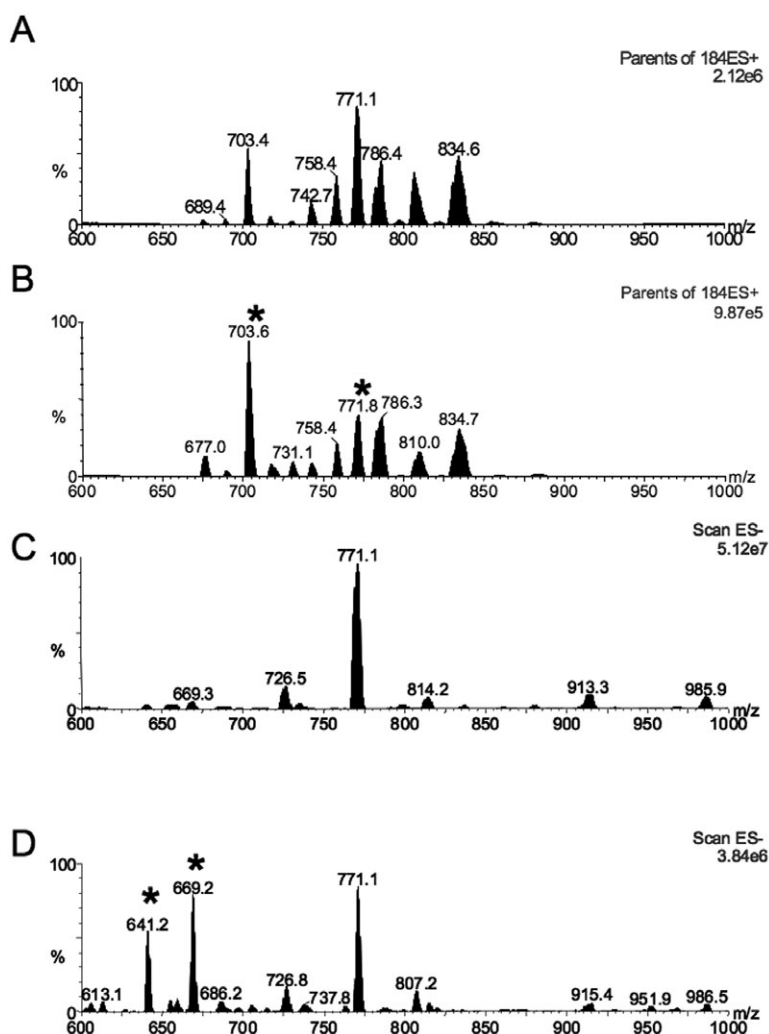 A
Parents of 184ES+
2.12e6
100
771.1
703.4
758.4
786.4
834.6
%
689.4
742.7
0
600 650 700 750 800 850 900 950 1000 m/z
B
Parents of 184ES+
9.87e5
100
*
703.6
*
771.8 786.3
%
758.4
834.7
677.0
731.1
810.0
0
600 650 700 750 800 850 900 950 1000 m/z
C
Scan ES-
5.12e7
100
771.1
%
726.5
669.3
814.2
913.3
985.9
0
600 650 700 750 800 850 900 950 1000 m/z
D
Scan ES-
3.84e6
100
*
*
669.2
771.1
641.2
%
613.1
686.2
726.8
737.8
807.2
915.4
951.9
986.5
0
600 650 700 750 800 850 900 950 1000 m/z